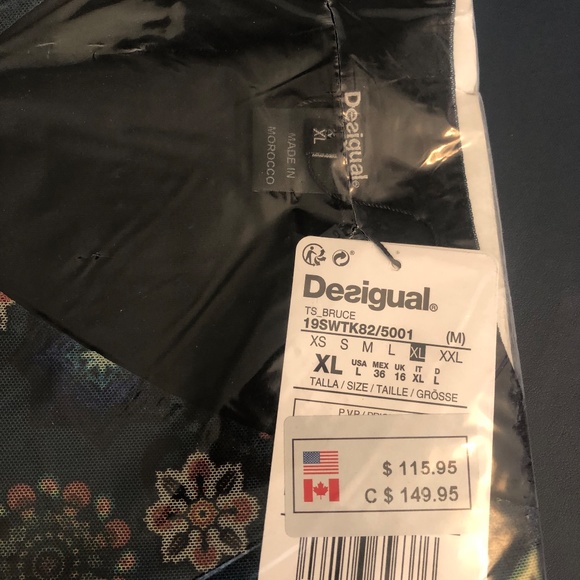 Desigual®
XL
MADE IN
MOROCCO
Desigual®
TS_BRUCE
19SWTK82/5001 (M)
XS S M L XL XXL
XL USA L MEX 36 UK 16 IT XL D L
TALLA / SIZE / TAILLE / GRÖSSE
$ 115.95
C $ 149.95